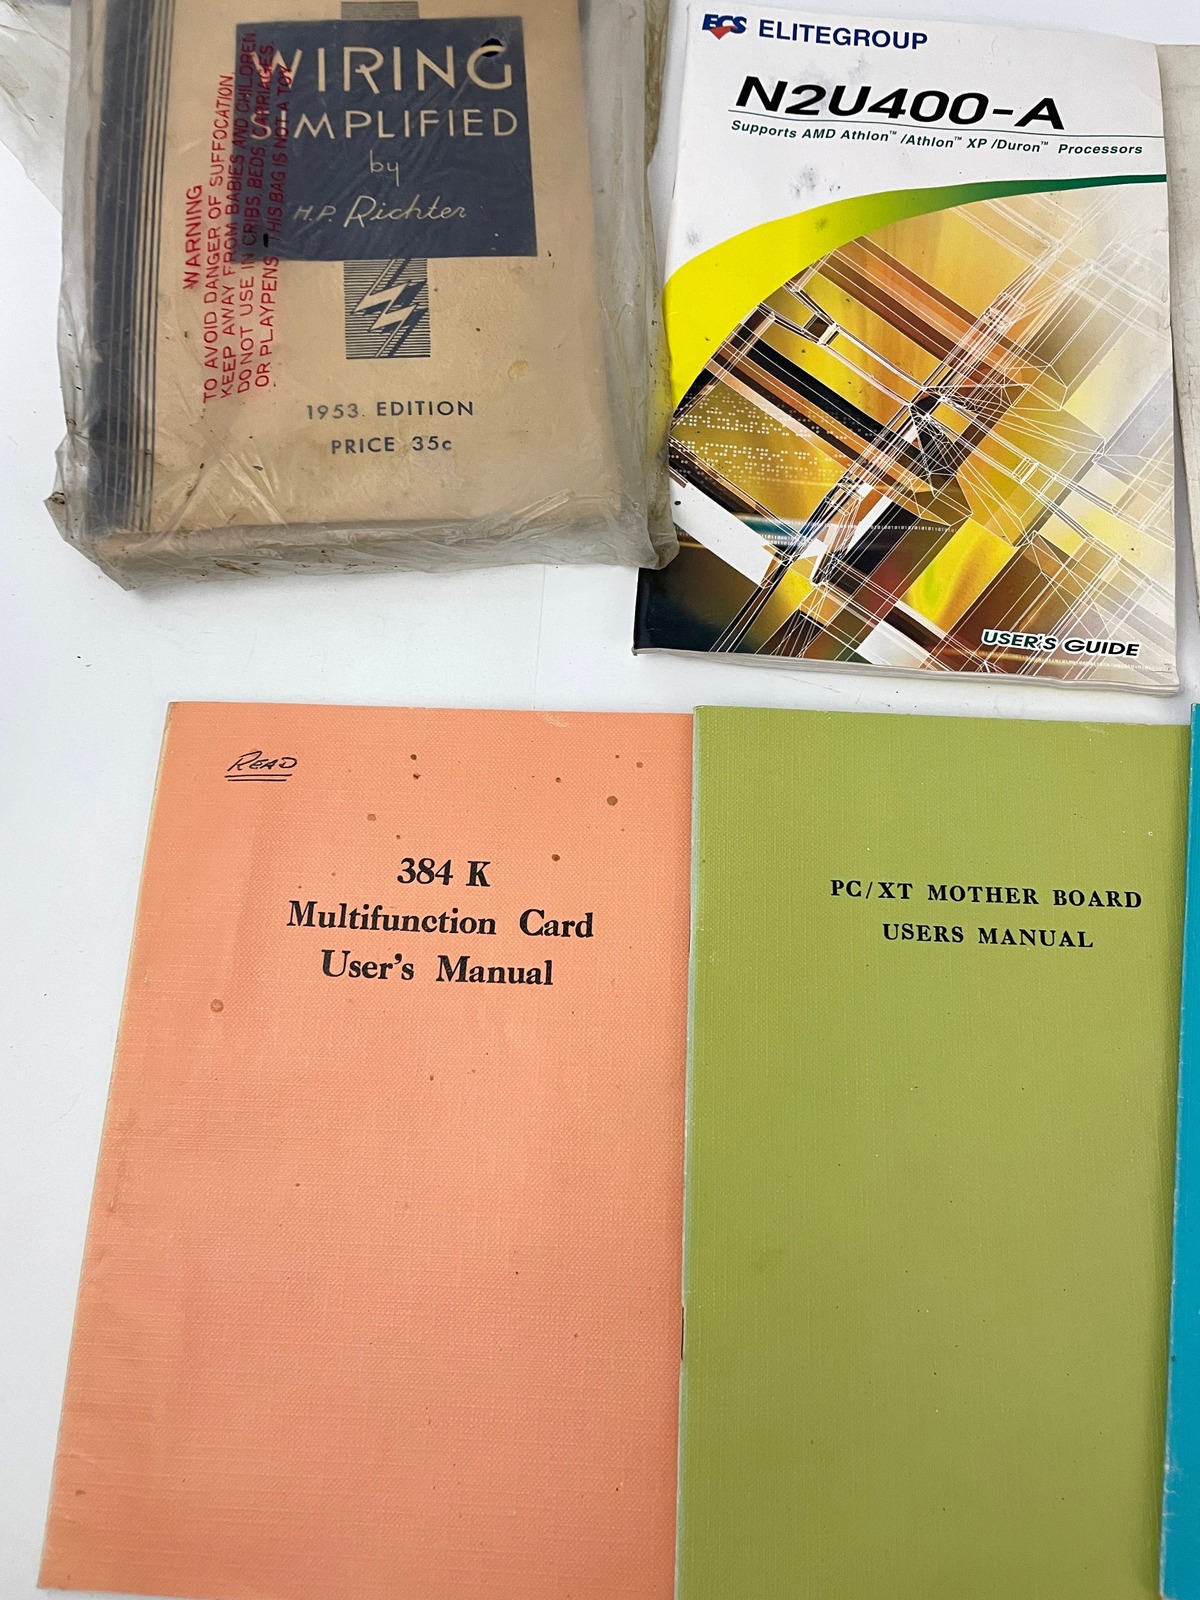 WIRING
SIMPLIFIED
by
H.P. Richter
WARNING
TO AVOID DANGER OF SUFFOCATION,
KEEP AWAY FROM BABIES AND CHILDREN.
DO NOT USE IN CRIBS, BEDS, CARRIAGES,
OR PLAYPENS. THIS BAG IS NOT A TOY.
1953 EDITION
PRICE 35c
ECS ELITEGROUP
N2U400-A
Supports AMD Athlon™ /Athlon™ XP /Duron™ Processors
USER'S GUIDE
READ
384 K
Multifunction Card
User's Manual
PC/XT MOTHER BOARD
USERS MANUAL